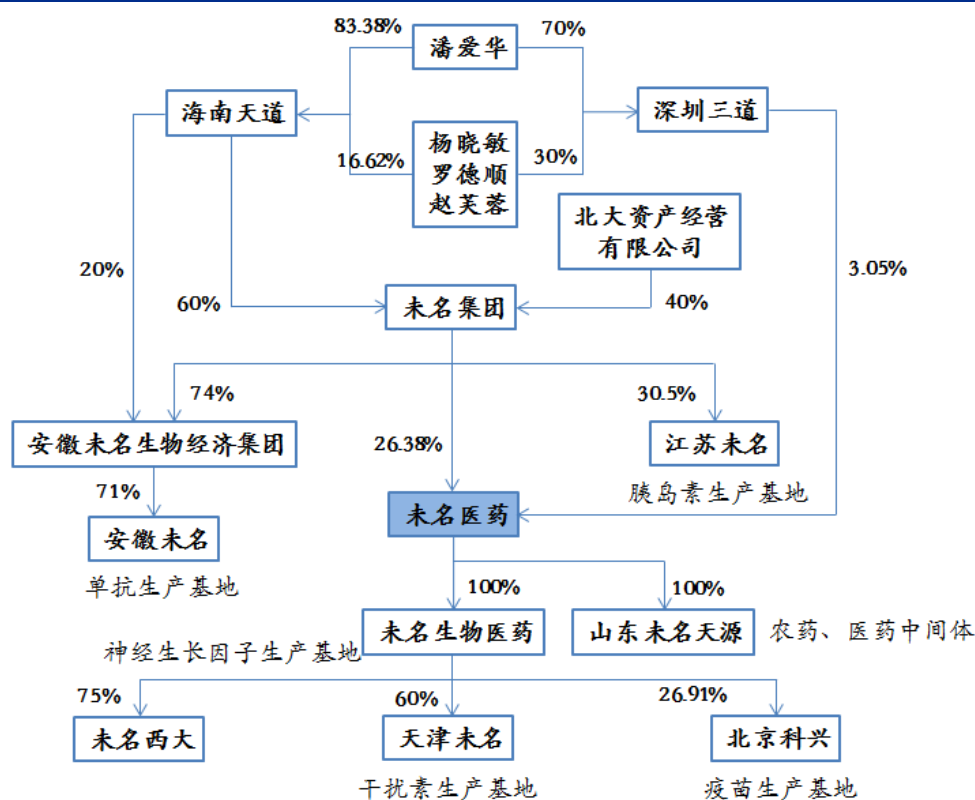 83.38%
潘爱华
70%
海南天道
深圳三道
16.62%
杨晓敏
罗德顺
赵芙蓉
30%
北大资产经营
有限公司
20%
3.05%
60%
未名集团
40%
74%
30.5%
安徽未名生物经济集团
26.38%
江苏未名
71%
胰岛素生产基地
未名医药
安徽未名
单抗生产基地
100%
100%
未名生物医药
山东未名天源
农药、医药中间体
神经生长因子生产基地
75%
60%
26.91%
未名西大
天津未名
北京科兴
干扰素生产基地
疫苗生产基地